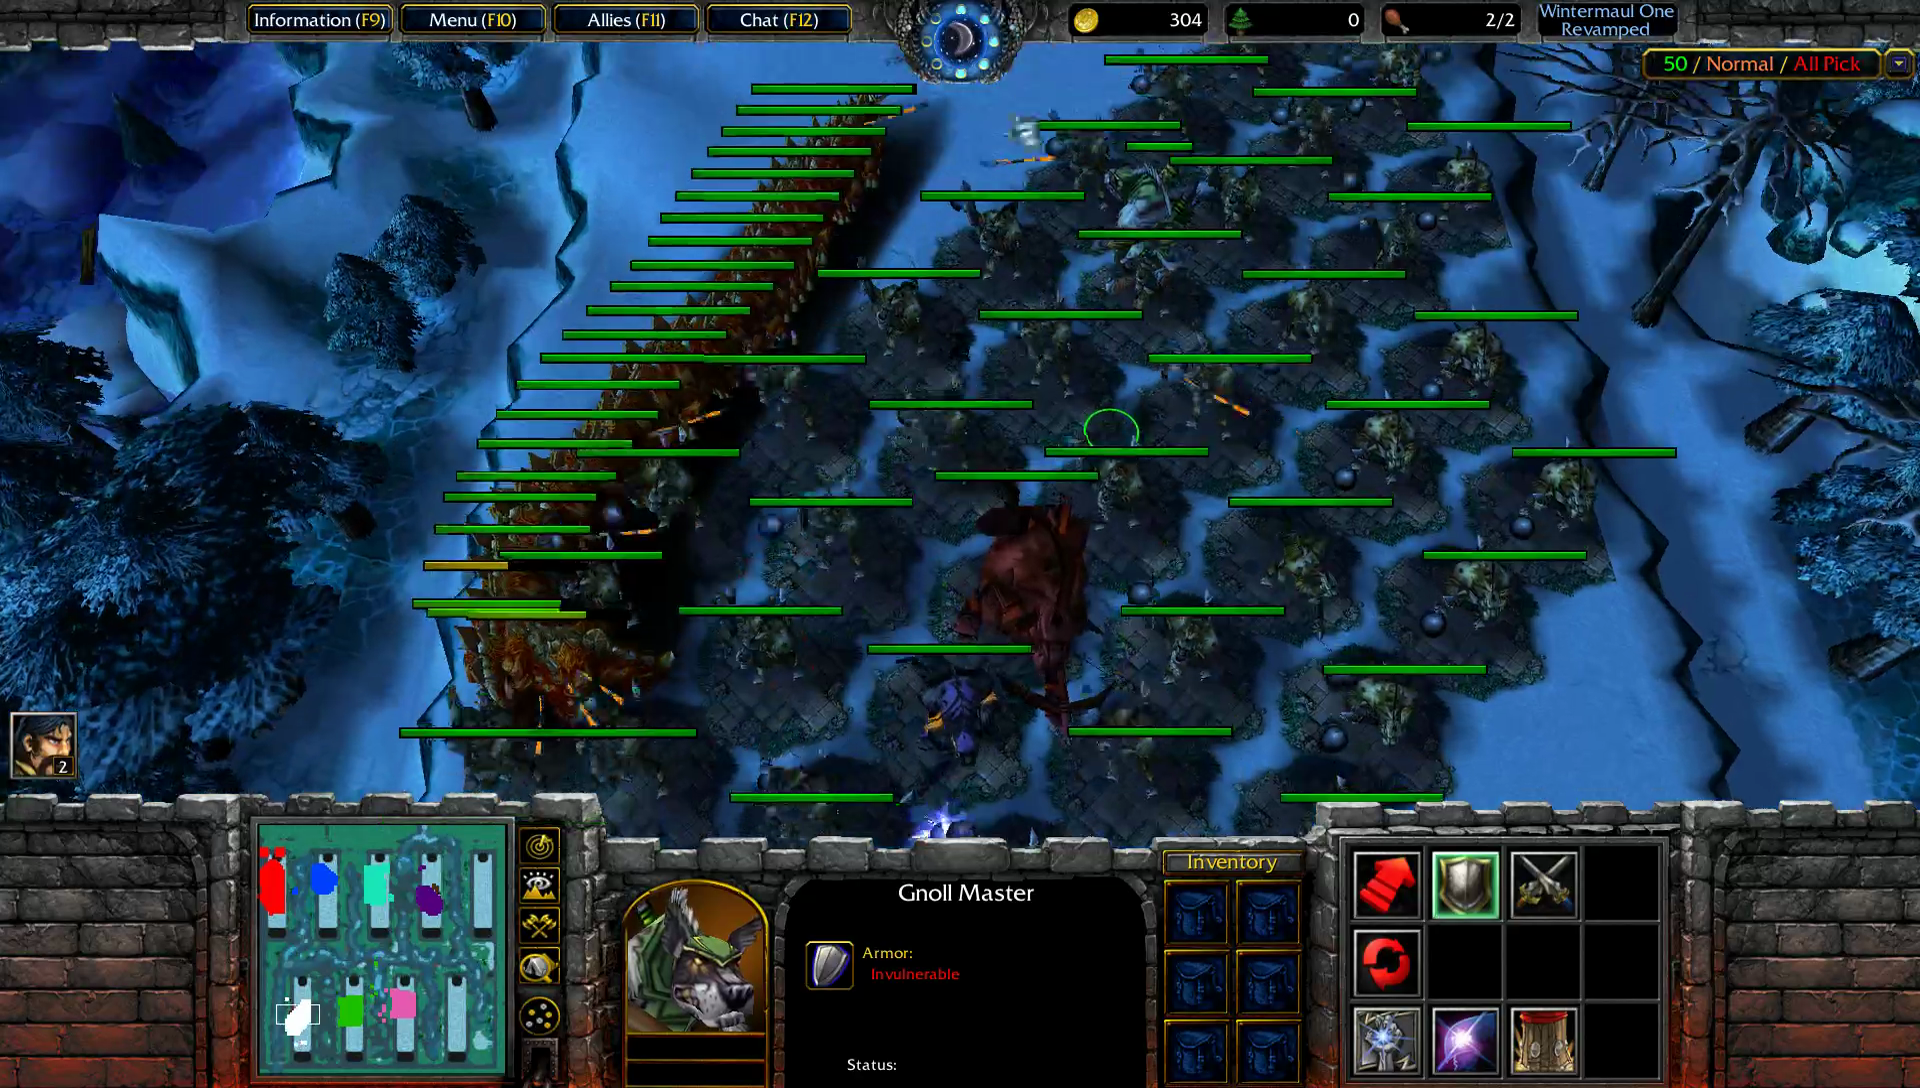 Information (F9)
Menu (F10)
Allies (F11)
Chat (F12)
304
0
2/2
Wintermaul One
Revamped
50 / Normal / All Pick
2
Gnoll Master
Armor:
Invulnerable
Status:
Inventory